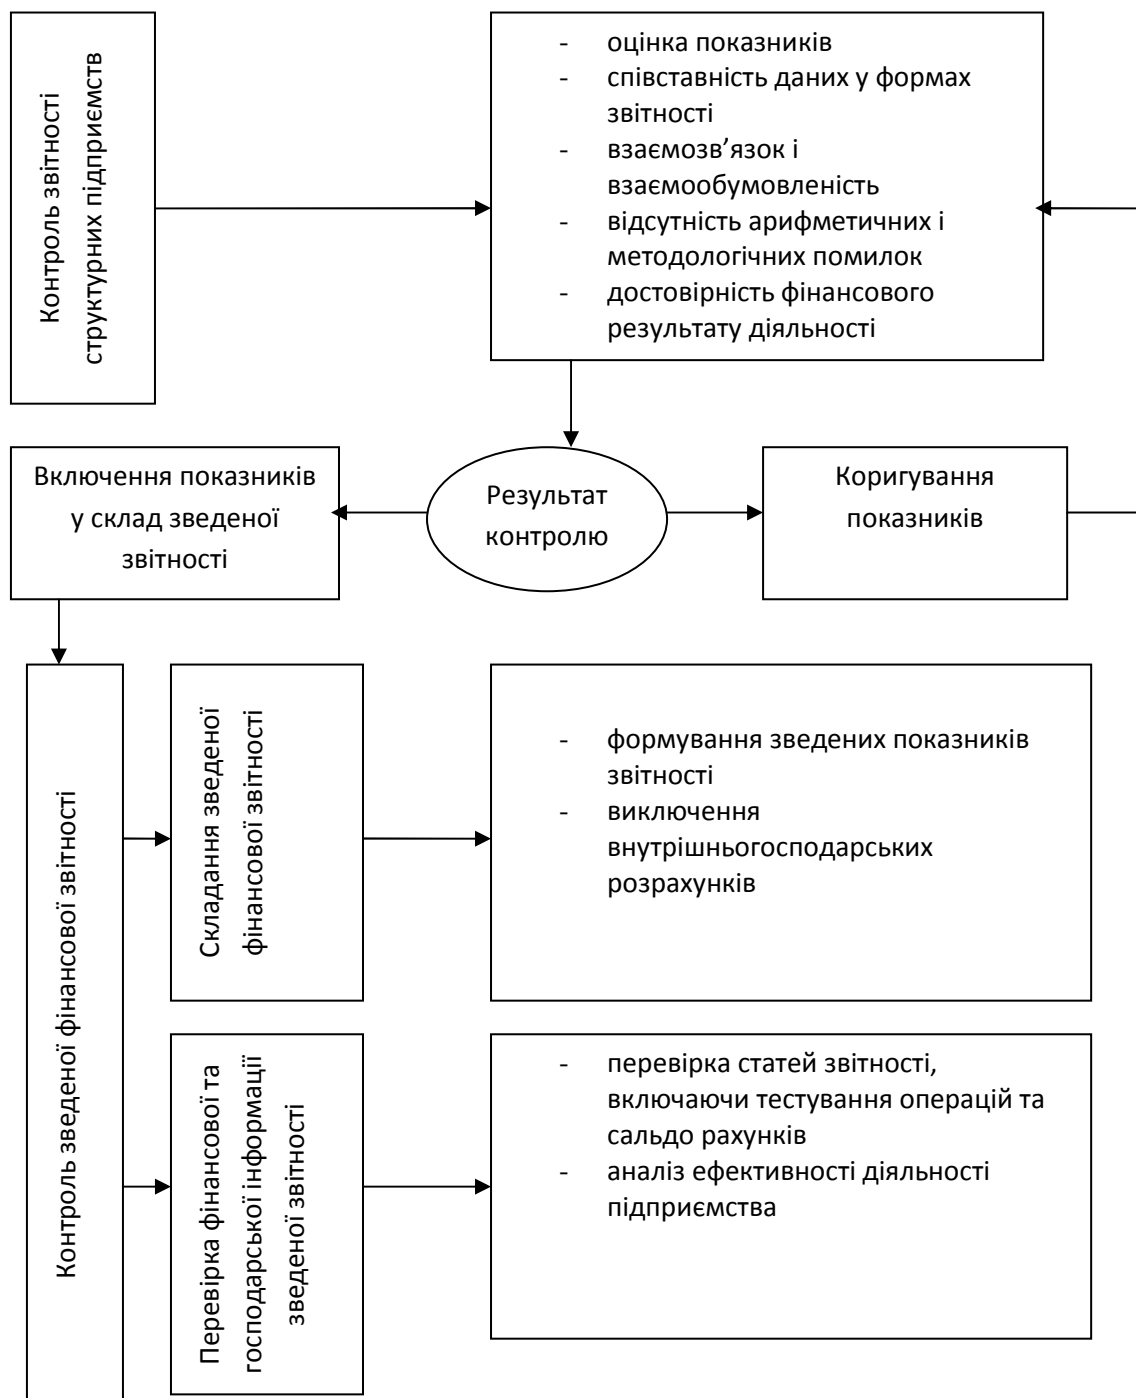 Контроль звітності
структурних підприємств
- оцінка показників
- співставність даних у формах
звітності
- взаємозв’язок і
взаємообумовленість
- відсутність арифметичних і
методологічних помилок
- достовірність фінансового
результату діяльності
Включення показників
у склад зведеної
звітності
Результат
контролю
Коригування
показників
Контроль зведеної фінансової звітності
Складання зведеної
фінансової звітності
- формування зведених показників
звітності
- виключення
внутрішньогосподарських
розрахунків
Перевірка фінансової та
господарської інформації
зведеної звітності
- перевірка статей звітності,
включаючи тестування операцій та
сальдо рахунків
- аналіз ефективності діяльності
підприємства